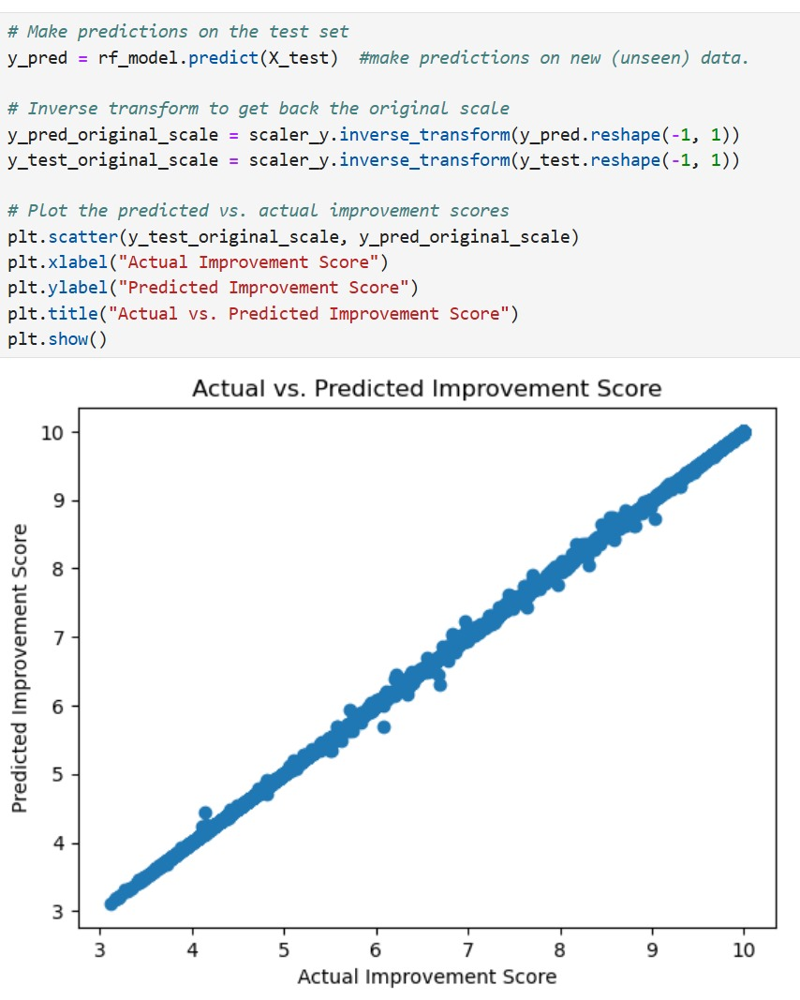 # Make predictions on the test set
y_pred = rf_model.predict(X_test)  #make predictions on new (unseen) data.
# Inverse transform to get back the original scale
y_pred_original_scale = scaler_y.inverse_transform(y_pred.reshape(-1, 1))
y_test_original_scale = scaler_y.inverse_transform(y_test.reshape(-1, 1))
# Plot the predicted vs. actual improvement scores
plt.scatter(y_test_original_scale, y_pred_original_scale)
plt.xlabel("Actual Improvement Score")
plt.ylabel("Predicted Improvement Score")
plt.title("Actual vs. Predicted Improvement Score")
plt.show()
Actual vs. Predicted Improvement Score
Predicted Improvement Score
10
9
8
7
6
5
4
3
3 4 5 6 7 8 9 10
Actual Improvement Score